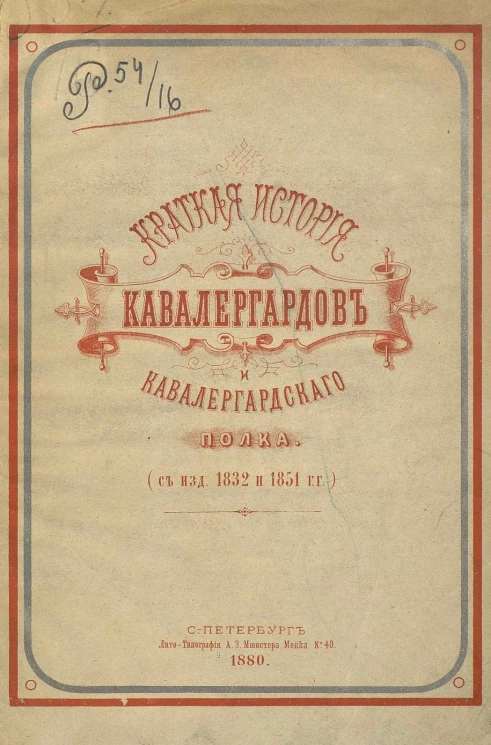 Р. 54/16
КРАТКАЯ ИСТОРІЯ
КАВАЛЕРГАРДОВЪ
И
КАВАЛЕРГАРДСКАГО
ПОЛКА.
(съ изд. 1832 и 1851 г.г.)
С.-ПЕТЕРБУРГЪ
Лито-Типографія А. Э. Мюнстера Мойка № 40.
1880.